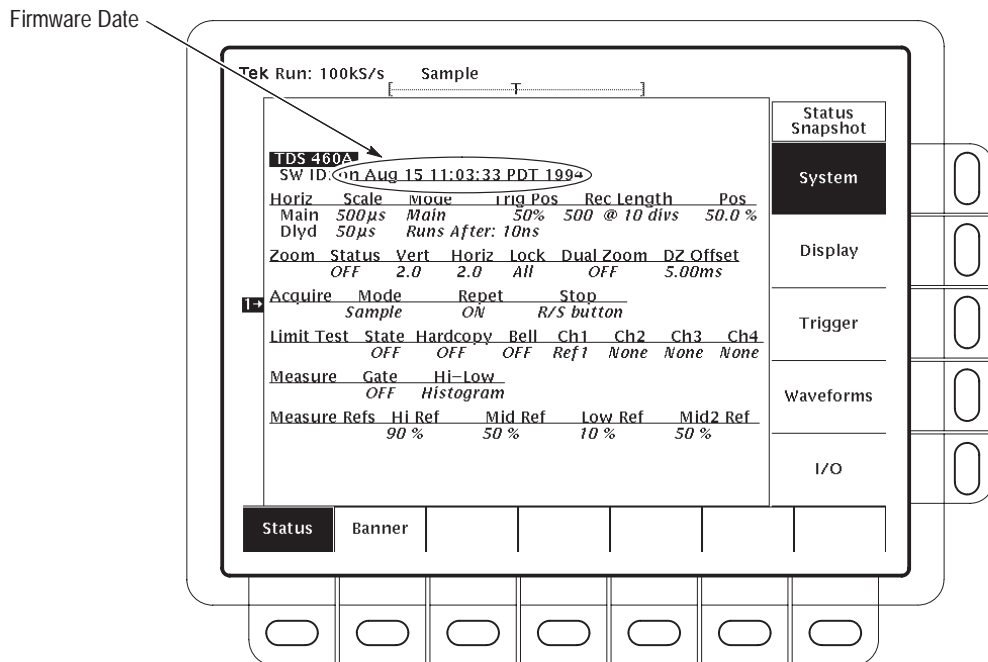 Firmware Date
Tek Run: 100kS/s Sample
[ T ]
Status
Snapshot
TDS 460A
SW ID: on Aug 15 11:03:33 PDT 1994
System
Horiz Scale Mode Trig Pos Rec Length Pos
Main 500µs Main 50% 500 @ 10 divs 50.0 %
Dlyd 50µs Runs After: 10ns
Display
Zoom Status Vert Horiz Lock Dual Zoom DZ Offset
OFF 2.0 2.0 All OFF 5.00ms
1→
Acquire Mode Repet Stop
Sample ON R/S button
Trigger
Limit Test State Hardcopy Bell Ch1 Ch2 Ch3 Ch4
OFF OFF OFF Ref1 None None None
Measure Gate Hi-Low
OFF Histogram
Waveforms
Measure Refs Hi Ref Mid Ref Low Ref Mid2 Ref
90 % 50 % 10 % 50 %
I/O
Status Banner